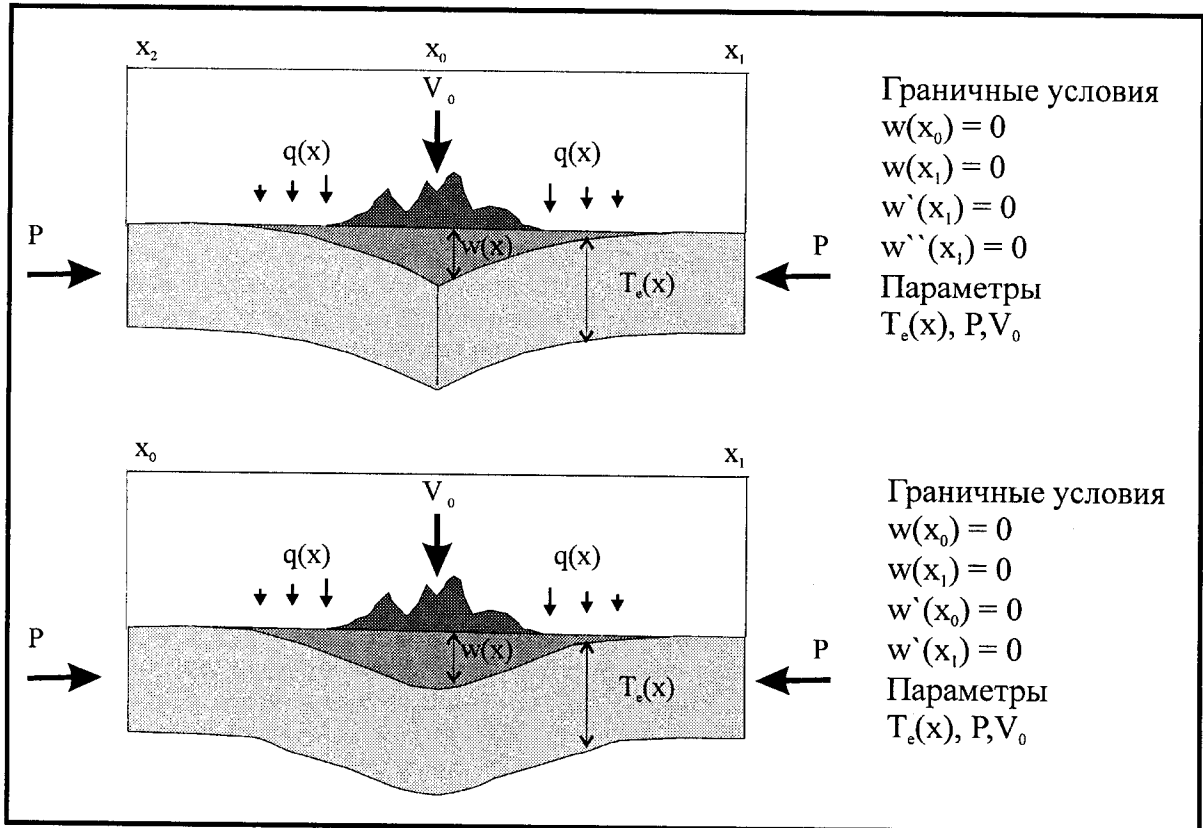 x₂ x₀ x₁
V₀
q(x) q(x)
P
w(x)
P
Tₑ(x)
Граничные условия
w(x₀) = 0
w(x₁) = 0
w`(x₁) = 0
w``(x₁) = 0
Параметры
Tₑ(x), P,V₀
x₀ x₁
V₀
q(x) q(x)
P
w(x)
P
Tₑ(x)
Граничные условия
w(x₀) = 0
w(x₁) = 0
w`(x₀) = 0
w`(x₁) = 0
Параметры
Tₑ(x), P,V₀